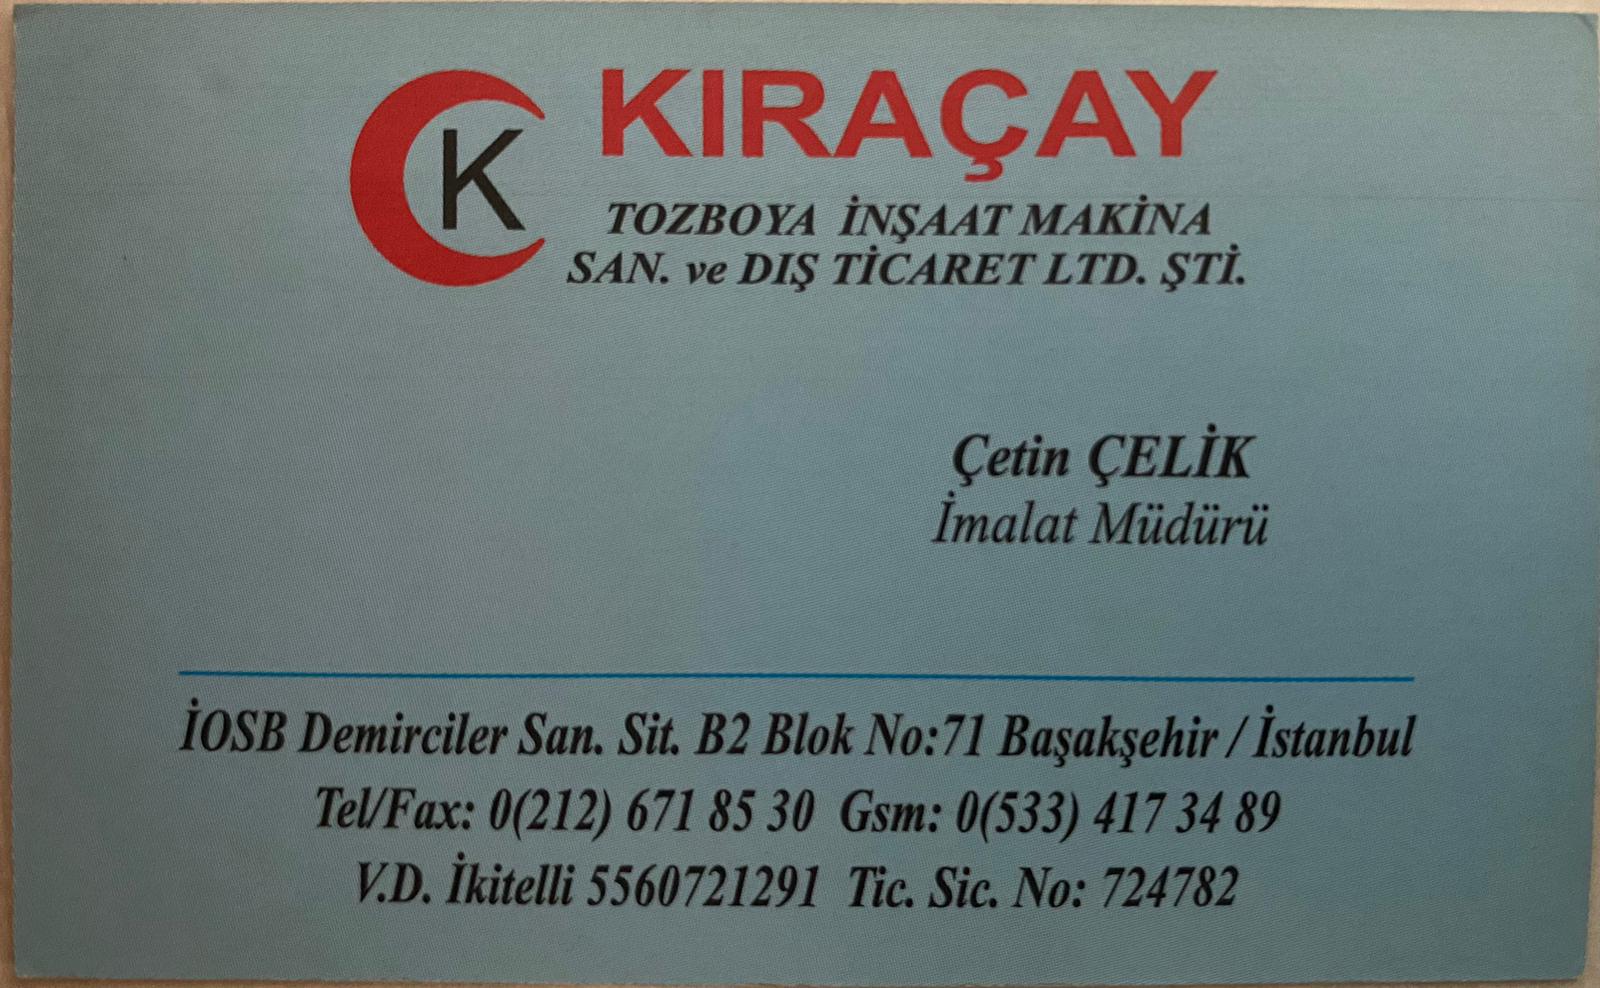 K
KIRAÇAY
TOZBOYA İNŞAAT MAKİNA
SAN. ve DIŞ TİCARET LTD. ŞTİ.
Çetin ÇELİK
İmalat Müdürü
İOSB Demirciler San. Sit. B2 Blok No:71 Başakşehir / İstanbul
Tel/Fax: 0(212) 671 85 30 Gsm: 0(533) 417 34 89
V.D. İkitelli 5560721291 Tic. Sic. No: 724782